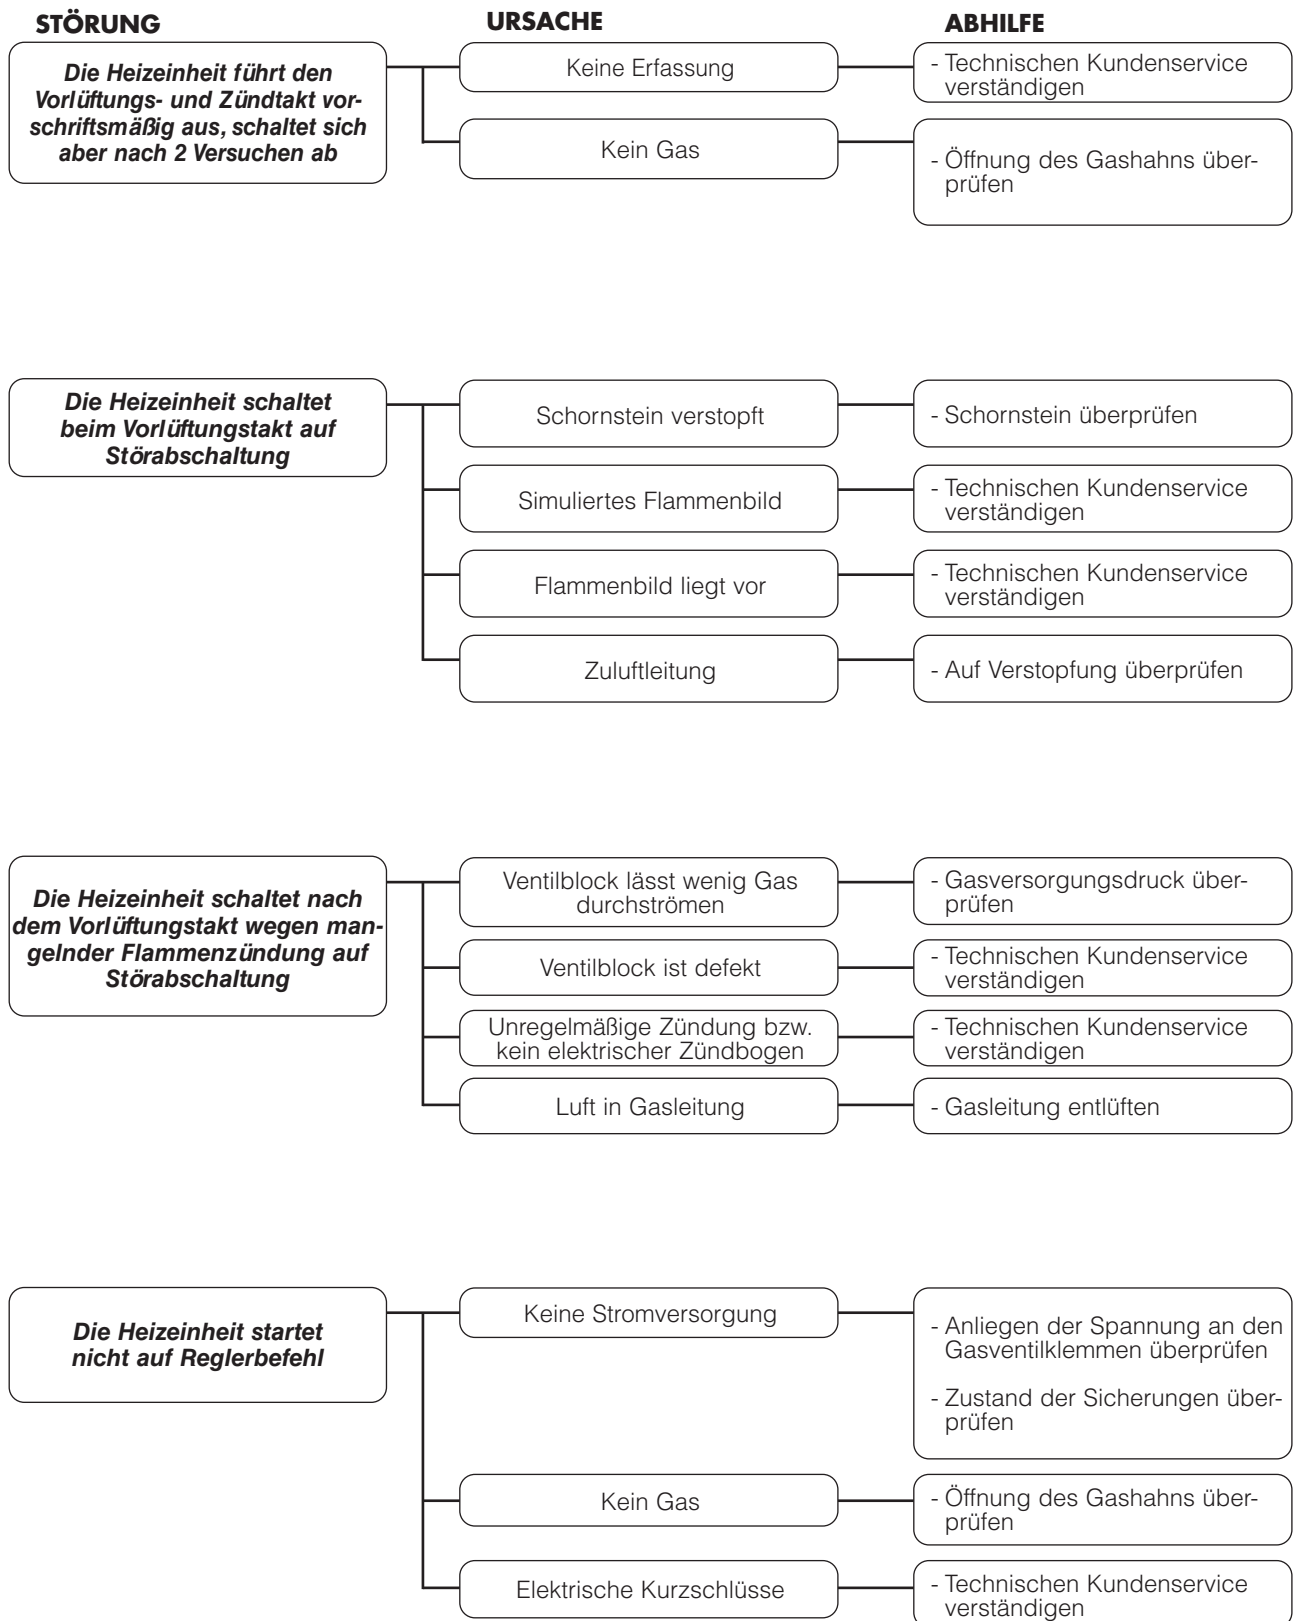 STÖRUNG
URSACHE
ABHILFE
Die Heizeinheit führt den
Vorlüftungs- und Zündtakt vor-
schriftsmäßig aus, schaltet sich
aber nach 2 Versuchen ab
Keine Erfassung
- Technischen Kundenservice
verständigen
Kein Gas
- Öffnung des Gashahns über-
prüfen
Die Heizeinheit schaltet
beim Vorlüftungstakt auf
Störabschaltung
Schornstein verstopft
- Schornstein überprüfen
Simuliertes Flammenbild
- Technischen Kundenservice
verständigen
Flammenbild liegt vor
- Technischen Kundenservice
verständigen
Zuluftleitung
- Auf Verstopfung überprüfen
Die Heizeinheit schaltet nach
dem Vorlüftungstakt wegen man-
gelnder Flammenzündung auf
Störabschaltung
Ventilblock lässt wenig Gas
durchströmen
- Gasversorgungsdruck über-
prüfen
Ventilblock ist defekt
- Technischen Kundenservice
verständigen
Unregelmäßige Zündung bzw.
kein elektrischer Zündbogen
- Technischen Kundenservice
verständigen
Luft in Gasleitung
- Gasleitung entlüften
Die Heizeinheit startet
nicht auf Reglerbefehl
Keine Stromversorgung
- Anliegen der Spannung an den
Gasventilklemmen überprüfen
- Zustand der Sicherungen über-
prüfen
Kein Gas
- Öffnung des Gashahns über-
prüfen
Elektrische Kurzschlüsse
- Technischen Kundenservice
verständigen